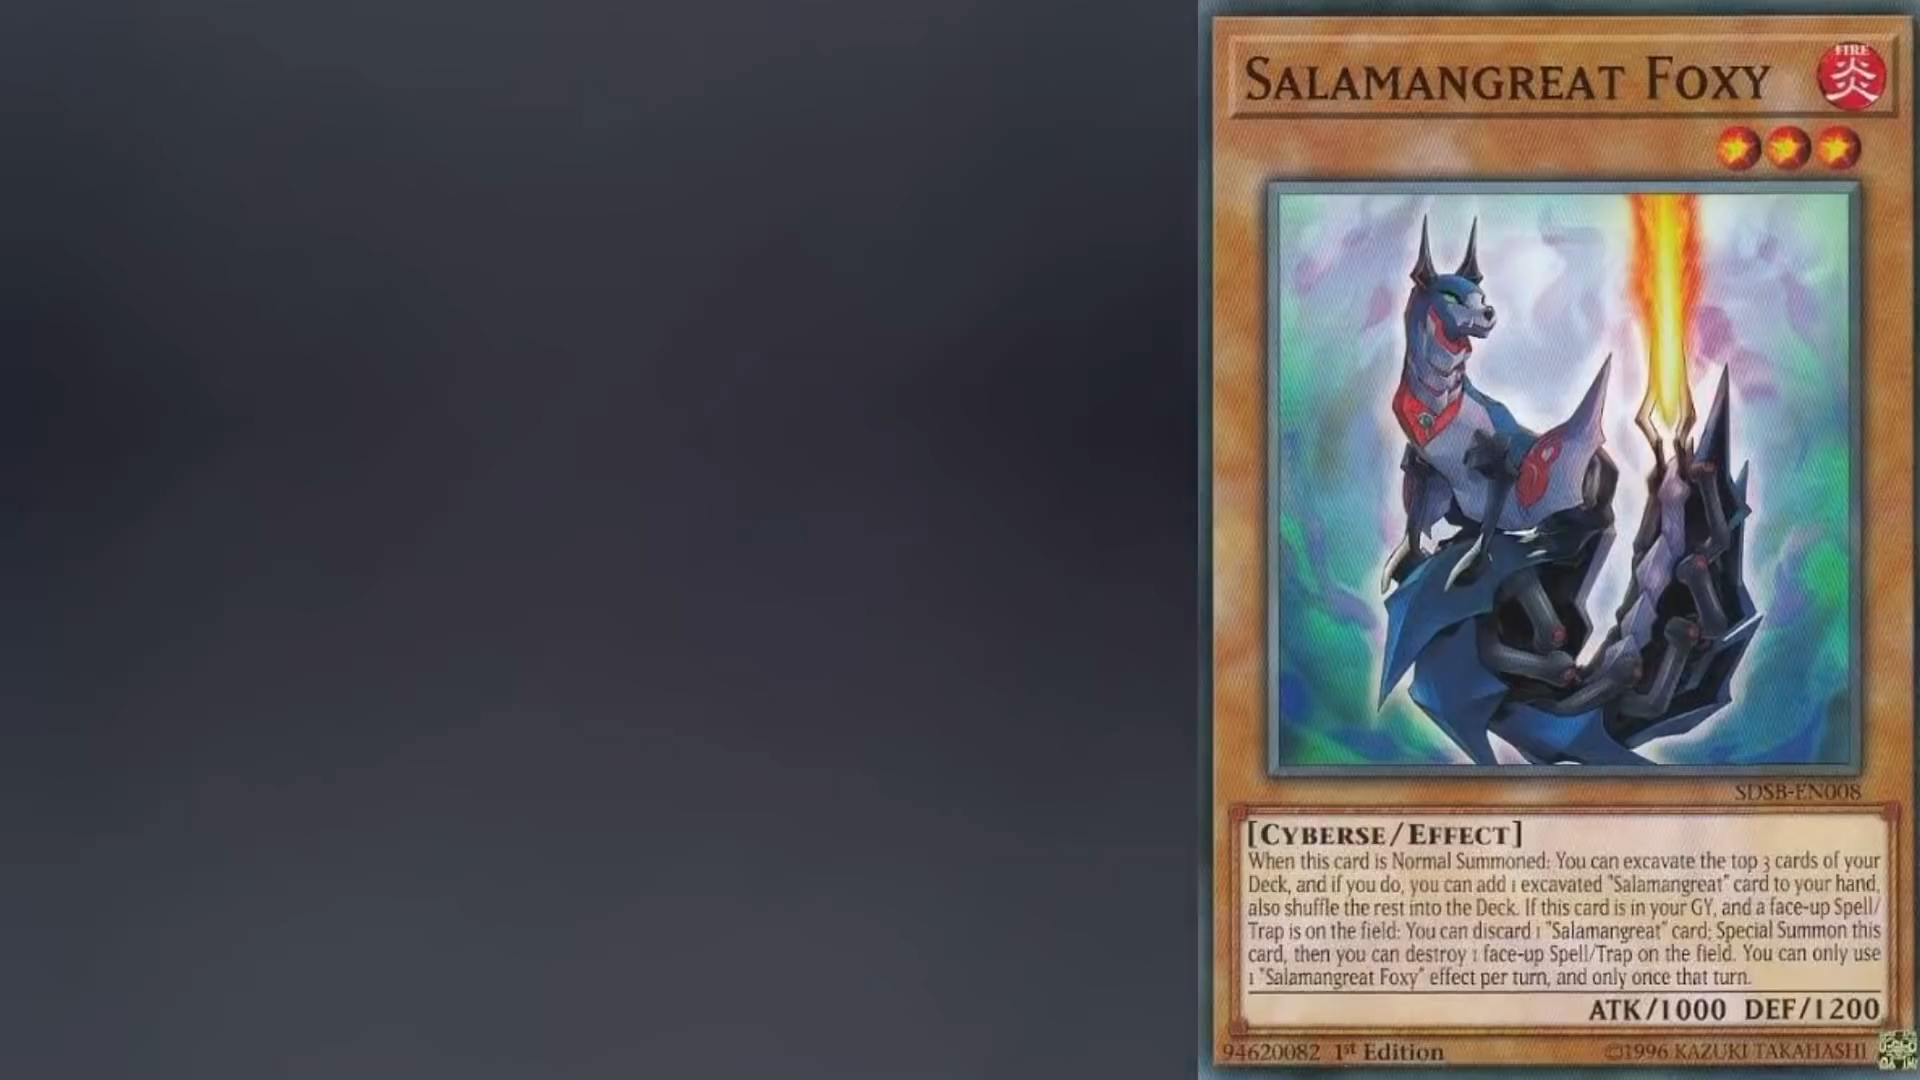 SALAMANGREAT FOXY
FIRE
炎
SDSB-EN008
[CYBERSE/EFFECT]
When this card is Normal Summoned: You can excavate the top 3 cards of your
Deck, and if you do, you can add 1 excavated "Salamangreat" card to your hand,
also shuffle the rest into the Deck. If this card is in your GY, and a face-up Spell/
Trap is on the field: You can discard 1 "Salamangreat" card; Special Summon this
card, then you can destroy 1 face-up Spell/Trap on the field. You can only use
1 "Salamangreat Foxy" effect per turn, and only once that turn.
ATK/1000 DEF/1200
94620082 1st Edition ©1996 KAZUKI TAKAHASHI